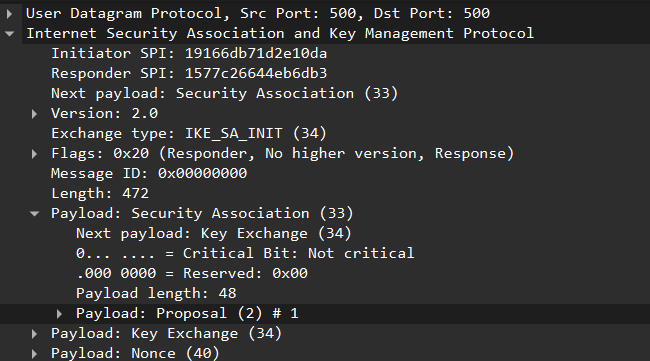 User Datagram Protocol, Src Port: 500, Dst Port: 500
Internet Security Association and Key Management Protocol
Initiator SPI: 19166db71d2e10da
Responder SPI: 1577c26644eb6db3
Next payload: Security Association (33)
Version: 2.0
Exchange type: IKE_SA_INIT (34)
Flags: 0x20 (Responder, No higher version, Response)
Message ID: 0x00000000
Length: 472
Payload: Security Association (33)
Next payload: Key Exchange (34)
0... .... = Critical Bit: Not critical
.000 0000 = Reserved: 0x00
Payload length: 48
Payload: Proposal (2) # 1
Payload: Key Exchange (34)
Payload: Nonce (40)